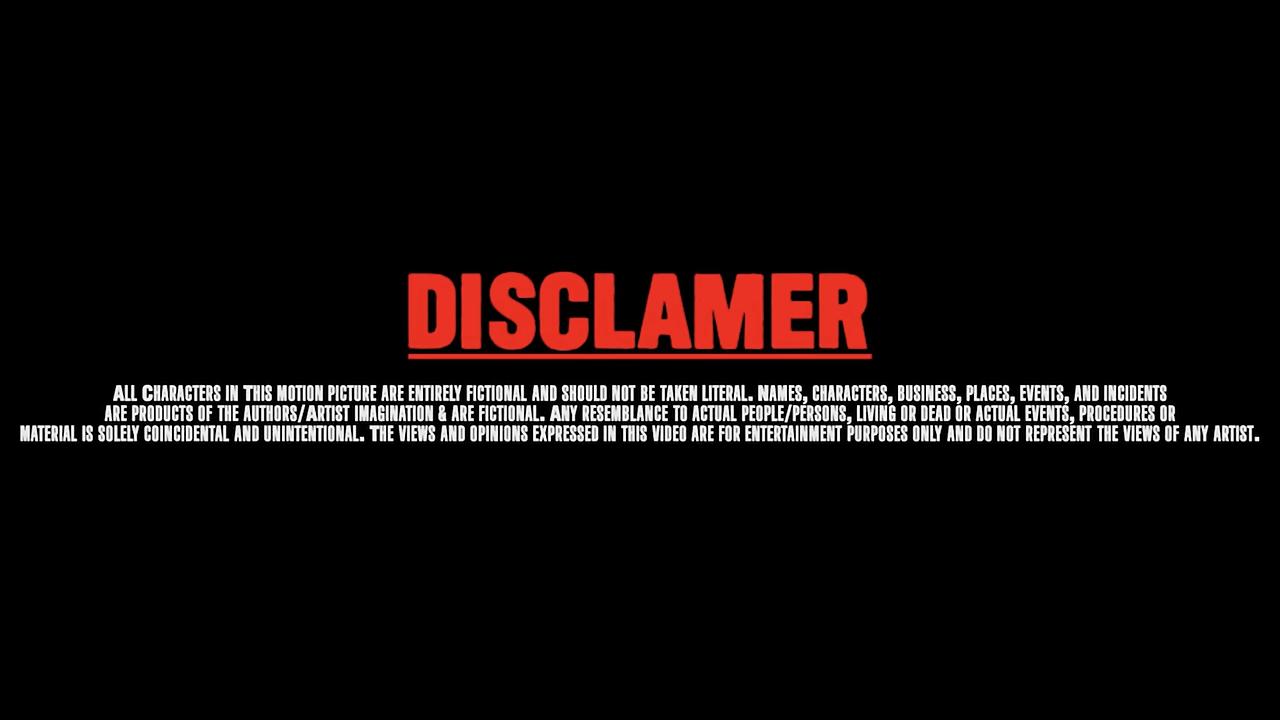 DISCLAMER
ALL CHARACTERS IN THIS MOTION PICTURE ARE ENTIRELY FICTIONAL AND SHOULD NOT BE TAKEN LITERAL. NAMES, CHARACTERS, BUSINESS, PLACES, EVENTS, AND INCIDENTS
ARE PRODUCTS OF THE AUTHORS/ARTIST IMAGINATION & ARE FICTIONAL. ANY RESEMBLANCE TO ACTUAL PEOPLE/PERSONS, LIVING OR DEAD OR ACTUAL EVENTS, PROCEDURES OR
MATERIAL IS SOLELY COINCIDENTAL AND UNINTENTIONAL. THE VIEWS AND OPINIONS EXPRESSED IN THIS VIDEO ARE FOR ENTERTAINMENT PURPOSES ONLY AND DO NOT REPRESENT THE VIEWS OF ANY ARTIST.